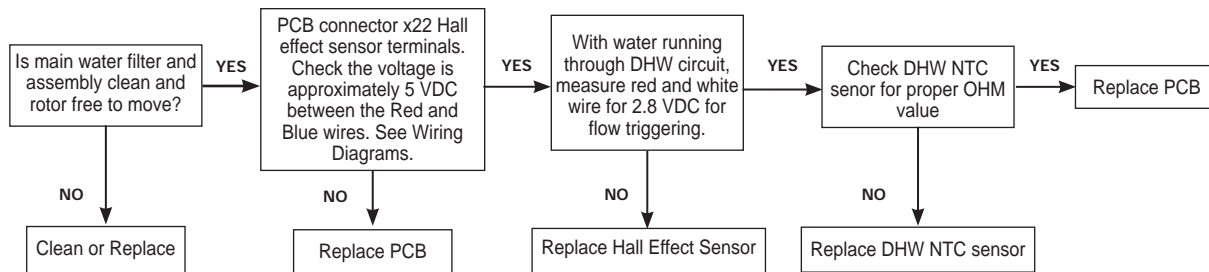 Is main water filter and
assembly clean and
rotor free to move?
YES
NO
Clean or Replace
PCB connector x22 Hall
effect sensor terminals.
Check the voltage is
approximately 5 VDC
between the Red and
Blue wires. See Wiring
Diagrams.
YES
NO
Replace PCB
With water running
through DHW circuit,
measure red and white
wire for 2.8 VDC for
flow triggering.
YES
NO
Replace Hall Effect Sensor
Check DHW NTC
senor for proper OHM
value
YES
NO
Replace DHW NTC sensor
Replace PCB